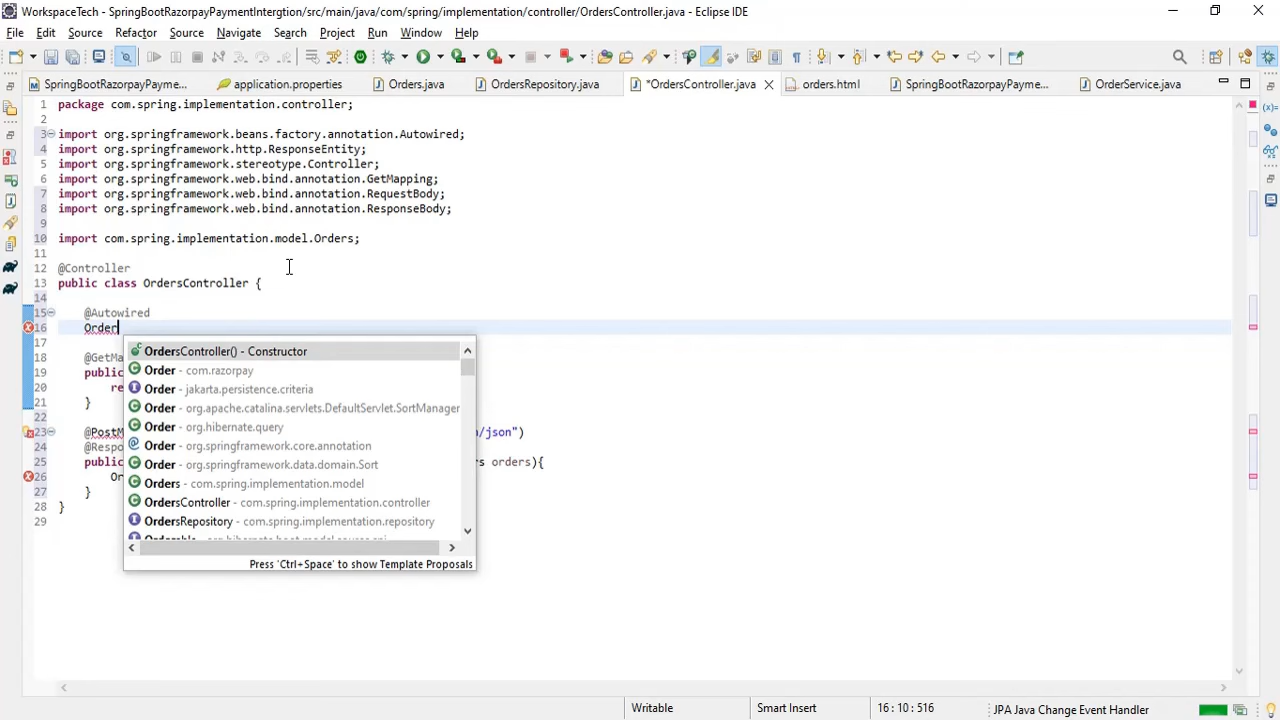 WorkspaceTech - SpringBootRazorpayPaymentIntergtion/src/main/java/com/spring/implementation/controller/OrdersController.java - Eclipse IDE
File Edit Source Refactor Source Navigate Search Project Run Window Help
SpringBootRazorpayPayme... application.properties Orders.java OrdersRepository.java *OrdersController.java orders.html SpringBootRazorpayPayme... OrderService.java
1 package com.spring.implementation.controller;
2
3 import org.springframework.beans.factory.annotation.Autowired;
4 import org.springframework.http.ResponseEntity;
5 import org.springframework.stereotype.Controller;
6 import org.springframework.web.bind.annotation.GetMapping;
7 import org.springframework.web.bind.annotation.RequestBody;
8 import org.springframework.web.bind.annotation.ResponseBody;
9
10 import com.spring.implementation.model.Orders;
11
12 @Controller
13 public class OrdersController {
14
15 @Autowired
16 Order
17
18 @GetMa
19 public
20 re
21 }
22
23 @PostM n/json")
24 @Respo
25 public s orders){
26 Or
27 }
28 }
29
OrdersController() - Constructor
Order - com.razorpay
Order - jakarta.persistence.criteria
Order - org.apache.catalina.servlets.DefaultServlet.SortManager
Order - org.hibernate.query
Order - org.springframework.core.annotation
Order - org.springframework.data.domain.Sort
Orders - com.spring.implementation.model
OrdersController - com.spring.implementation.controller
OrdersRepository - com.spring.implementation.repository
Press 'Ctrl+Space' to show Template Proposals
Writable Smart Insert 16 : 10 : 516 JPA Java Change Event Handler